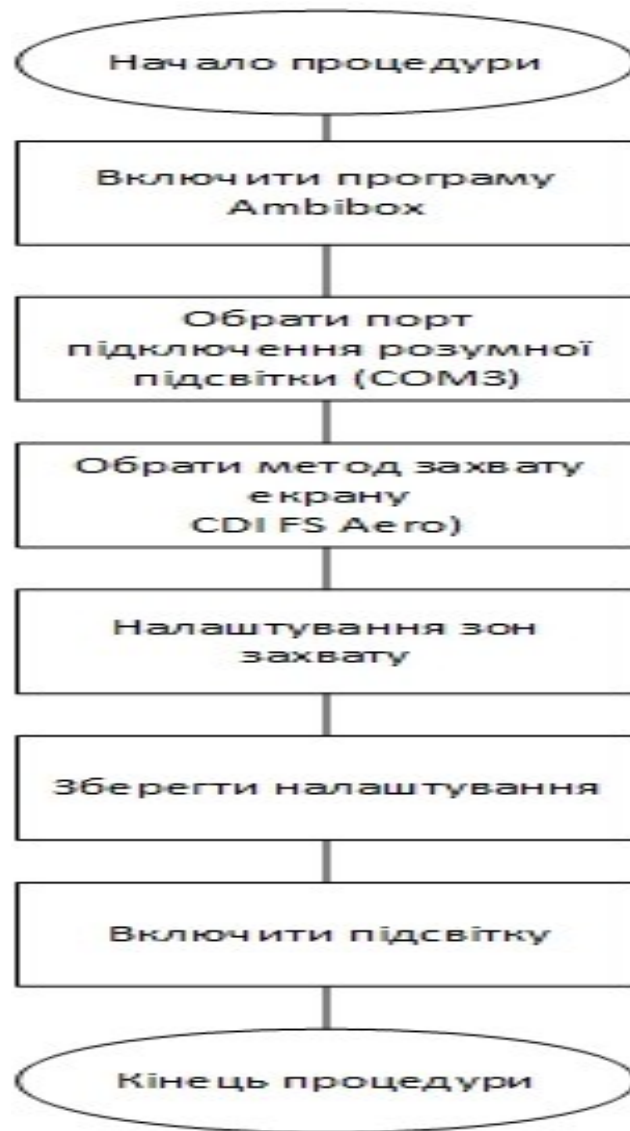 Начало процедури
Включити програму
Ambibox
Обрати порт
підключення розумної
підсвітки (COM3)
Обрати метод захвату
екрану
CDI FS Aero)
Налаштування зон
захвату
Зберегти налаштування
Включити підсвітку
Кінець процедури